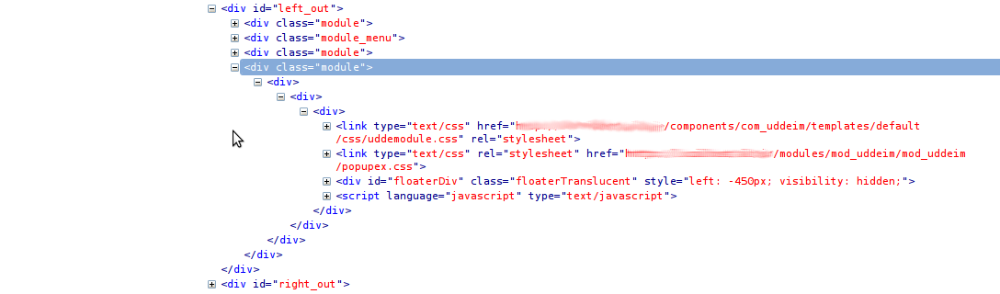 <div id="left_out">
<div class="module">
<div class="module_menu">
<div class="module">
<div class="module">
<div>
<div>
<div>
<link type="text/css" href="/components/com_uddeim/templates/default
/css/uddemodule.css" rel="stylesheet">
<link type="text/css" rel="stylesheet" href="/modules/mod_uddeim/mod_uddeim
/popupex.css">
<div id="floaterDiv" class="floaterTranslucent" style="left: -450px; visibility: hidden;">
<script language="javascript" type="text/javascript">
</div>
</div>
</div>
</div>
</div>
<div id="right_out">